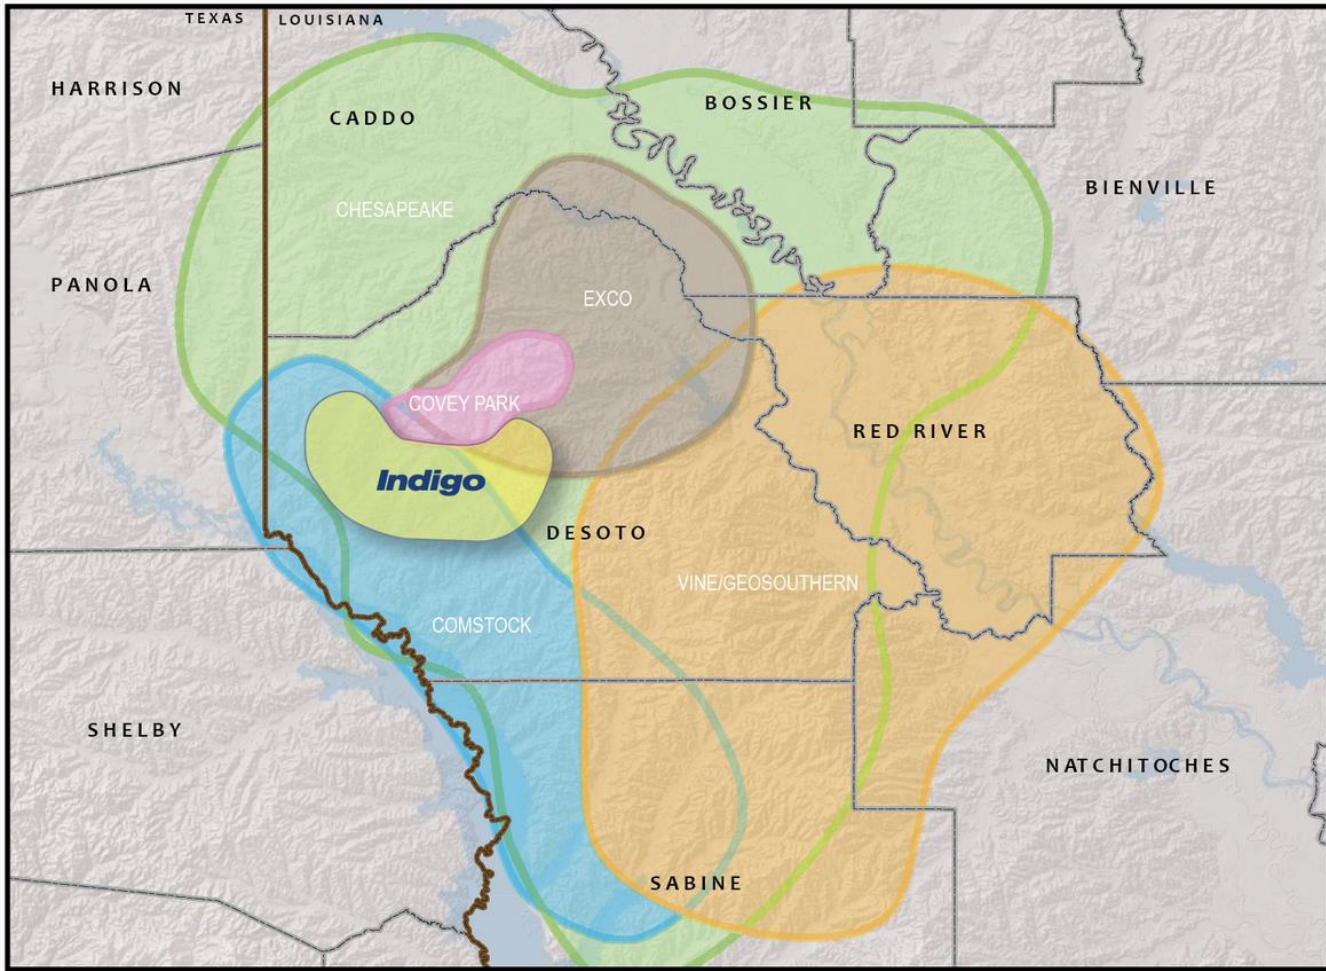 TEXAS
LOUISIANA
HARRISON
CADDO
BOSSIER
BIENVILLE
CHESAPEAKE
PANOLA
EXCO
COVEY PARK
RED RIVER
Indigo
DESOTO
VINE/GEOSOUTHERN
COMSTOCK
SHELBY
NATCHITOCHES
SABINE